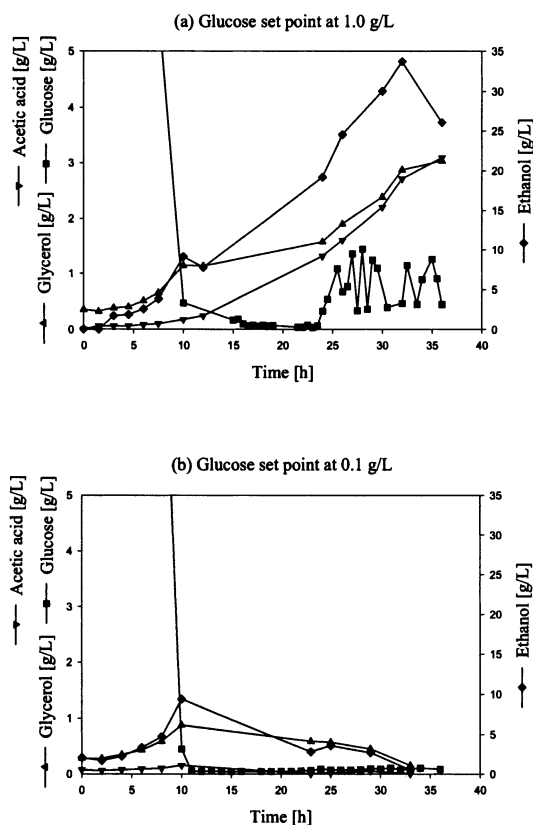 (a) Glucose set point at 1.0 g/L
Acetic acid [g/L]
Glycerol [g/L] Glucose [g/L]
5
4
3
2
1
0
35
30
25
20
15
10
5
0
Ethanol [g/L]
0 5 10 15 20 25 30 35 40
Time [h]
(b) Glucose set point at 0.1 g/L
Acetic acid [g/L]
Glycerol [g/L] Glucose [g/L]
5
4
3
2
1
0
35
30
25
20
15
10
5
0
Ethanol [g/L]
0 5 10 15 20 25 30 35 40
Time [h]